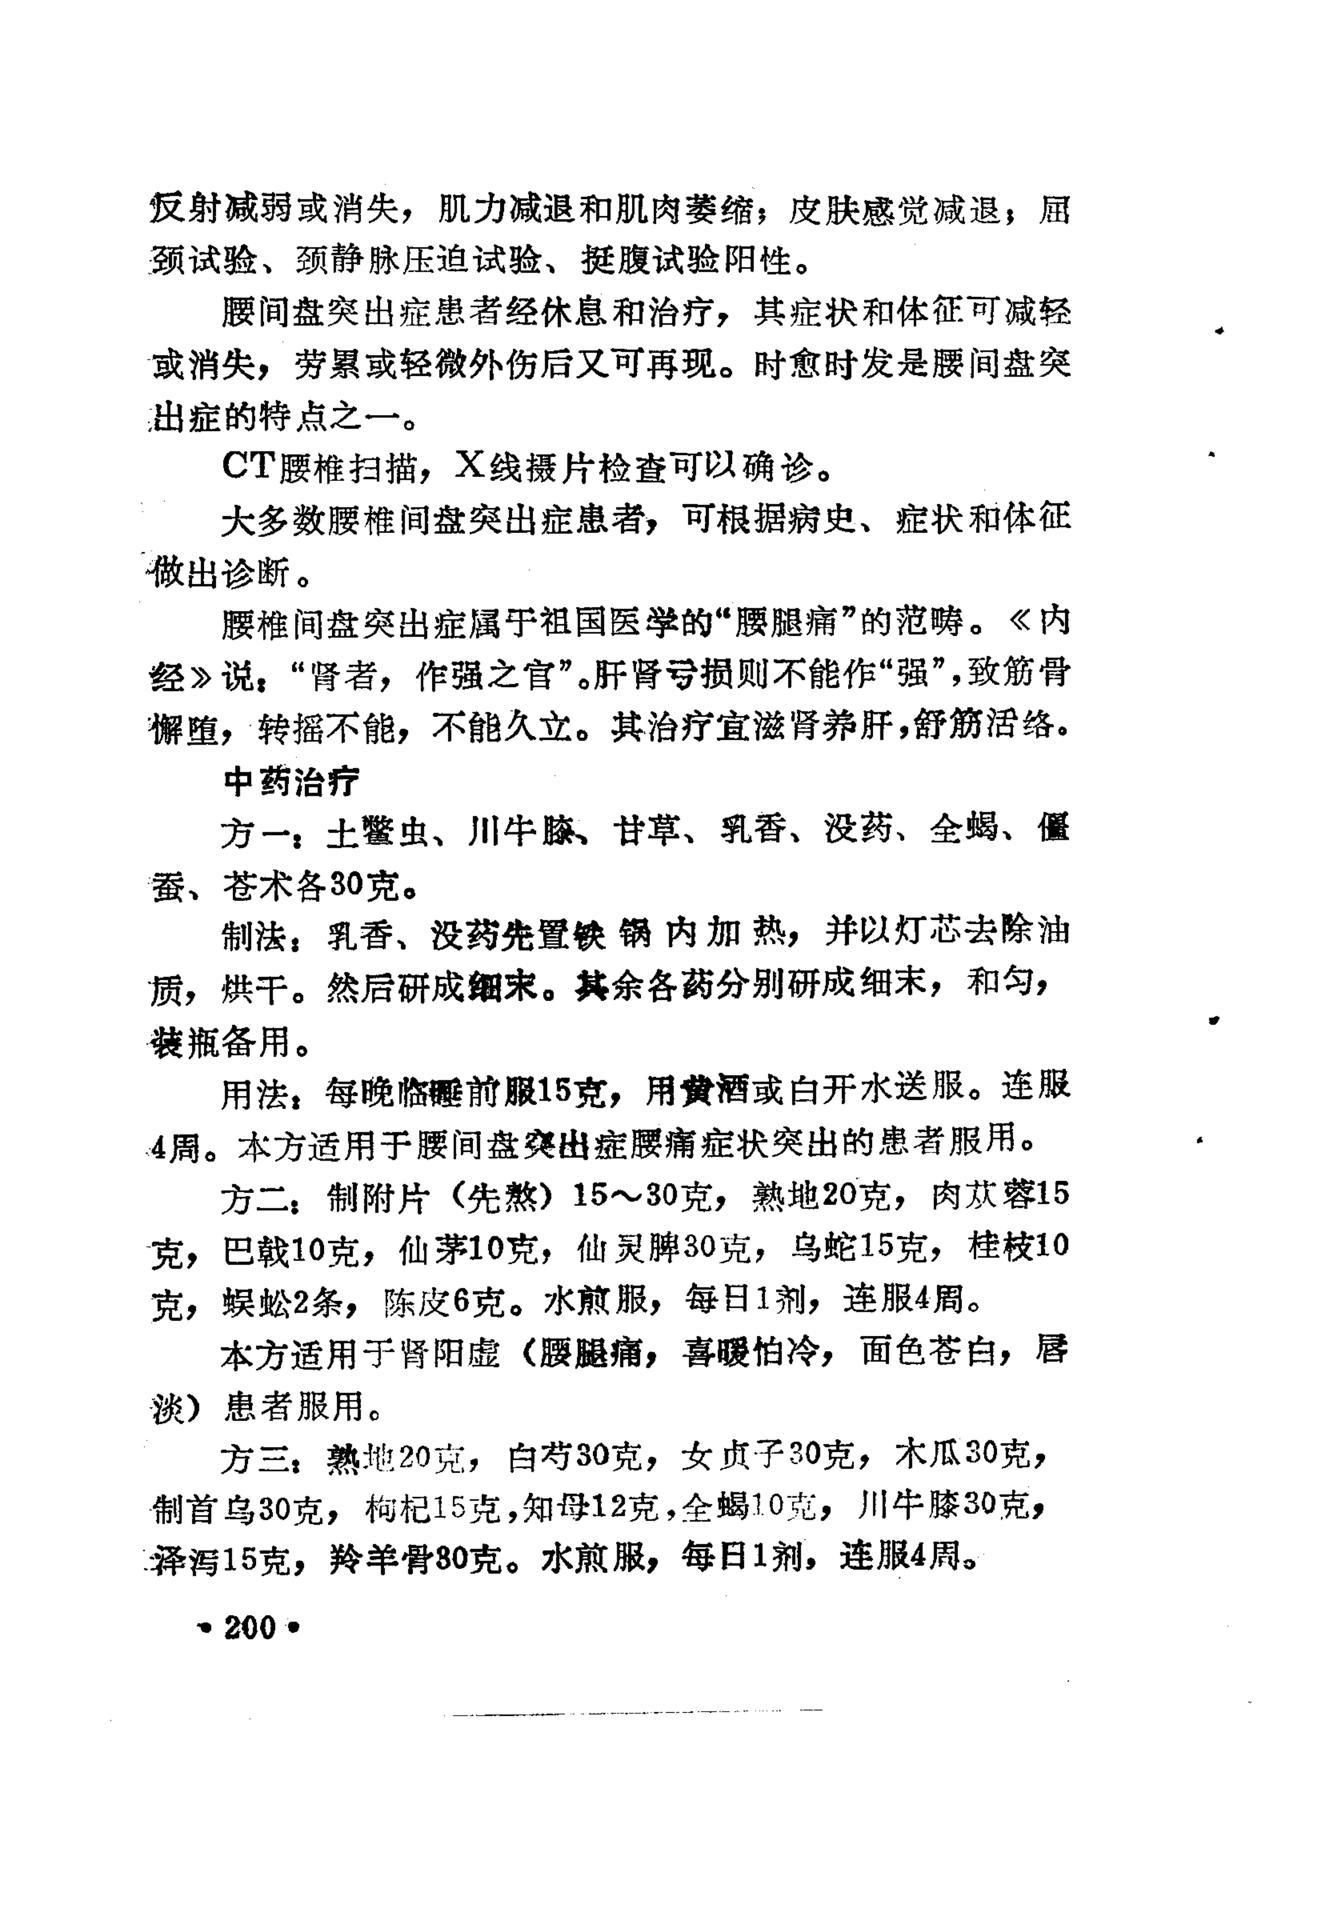 反射减弱或消失，肌力减退和肌肉萎缩；皮肤感觉减退；屈
颈试验、颈静脉压迫试验、挺腹试验阳性。
腰间盘突出症患者经休息和治疗，其症状和体征可减轻
或消失，劳累或轻微外伤后又可再现。时愈时发是腰间盘突
出症的特点之一。
CT腰椎扫描，X线摄片检查可以确诊。
大多数腰椎间盘突出症患者，可根据病史、症状和体征
做出诊断。
腰椎间盘突出症属于祖国医学的“腰腿痛”的范畴。《内
经》说：“肾者，作强之官”。肝肾亏损则不能作“强”，致筋骨
懈堕，转摇不能，不能久立。其治疗宜滋肾养肝，舒筋活络。
中药治疗
方一：土鳖虫、川牛膝、甘草、乳香、没药、全蝎、僵
蚕、苍术各30克。
制法：乳香、没药先置铁锅内加热，并以灯芯去除油
质，烘干。然后研成细末。其余各药分别研成细末，和匀，
装瓶备用。
用法：每晚临睡前服15克，用黄酒或白开水送服。连服
4周。本方适用于腰间盘突出症腰痛症状突出的患者服用。
方二：制附片（先熬）15～30克，熟地20克，肉苁蓉15
克，巴戟10克，仙茅10克，仙灵脾30克，乌蛇15克，桂枝10
克，蜈蚣2条，陈皮6克。水煎服，每日1剂，连服4周。
本方适用于肾阳虚（腰腿痛，喜暖怕冷，面色苍白，唇
淡）患者服用。
方三：熟地20克，白芍30克，女贞子30克，木瓜30克，
制首乌30克，枸杞15克，知母12克，全蝎10克，川牛膝30克，
泽泻15克，羚羊骨30克。水煎服，每日1剂，连服4周。
·200·